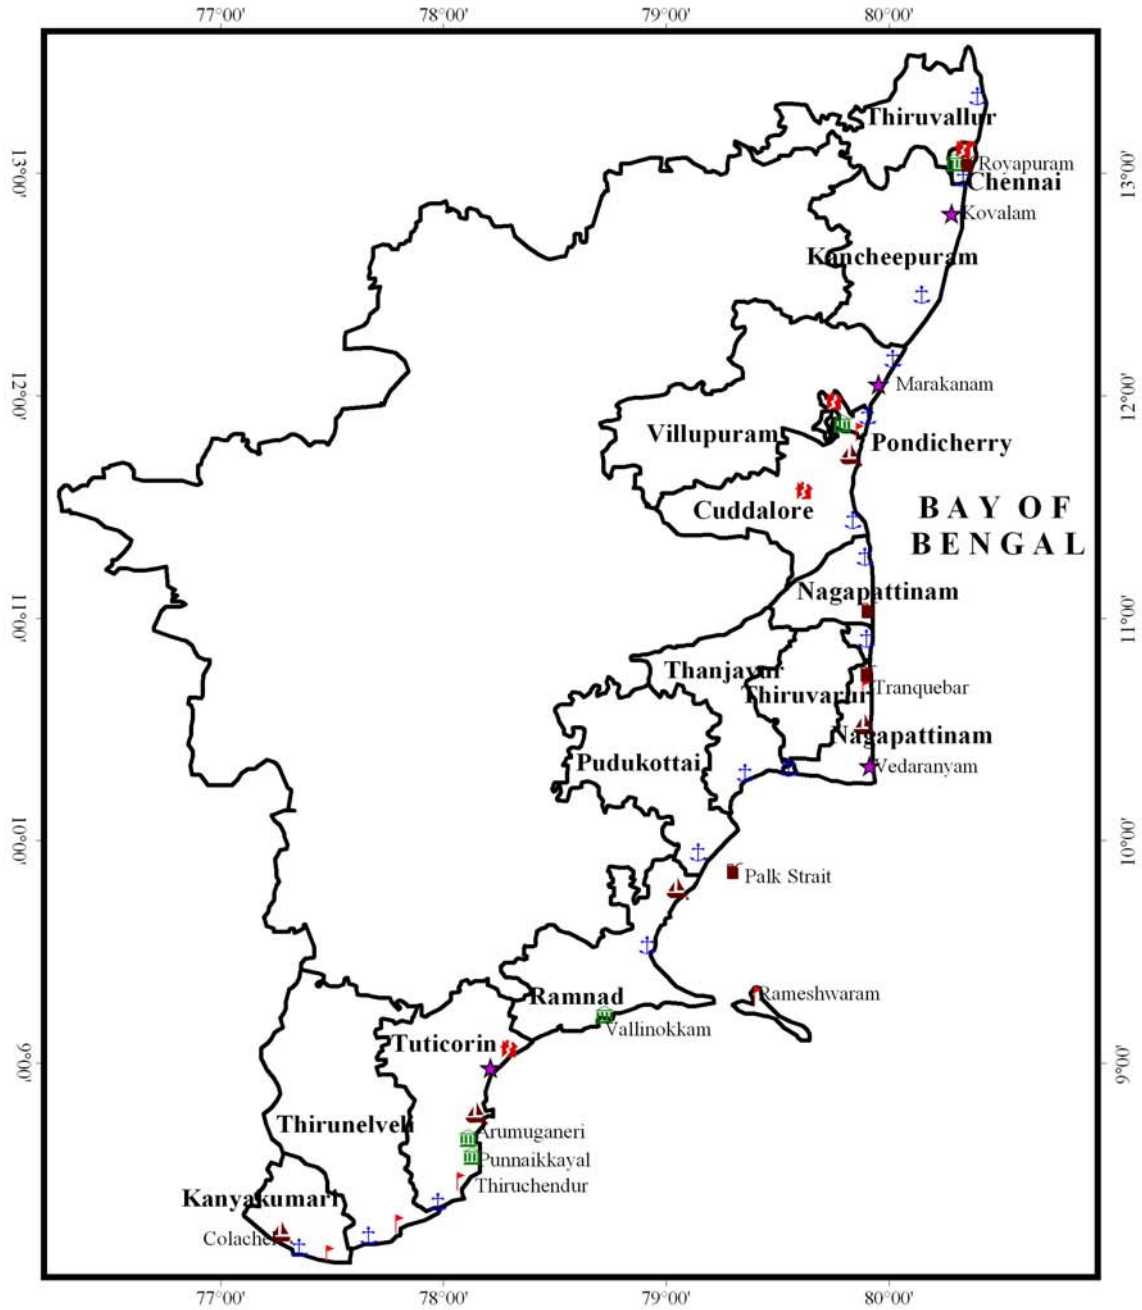 77°00'
78°00'
79°00'
80°00'
Thiruvallur
13°00'
Royapuram
13°00'
Chennai
Kovalam
Kancheepuram
12°00'
Marakanam
12°00'
Villupuram
Pondicherry
Cuddalore
BAY OF
BENGAL
Nagapattinam
11°00'
11°00'
Thanjavur
Thiruvarur
Tranquebar
Nagapattinam
Pudukottai
Vedaranyam
10°00'
10°00'
Palk Strait
Ramnad
Rameshwaram
Vallinokkam
Tuticorin
9°00'
9°00'
Thirunelveli
Arumuganeri
Punnaikkayal
Thiruchendur
Kanyakumari
Colachel
77°00'
78°00'
79°00'
80°00'